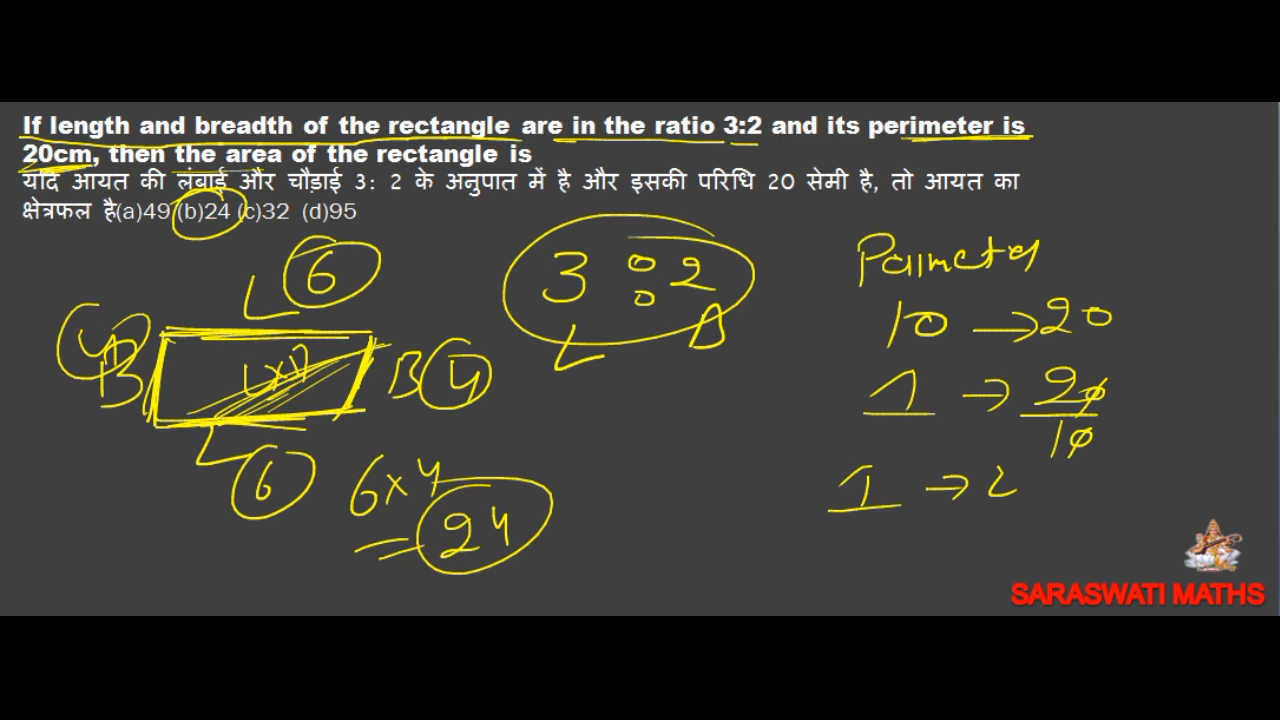 If length and breadth of the rectangle are in the ratio 3:2 and its perimeter is
20cm, then the area of the rectangle is
यदि आयत की लंबाई और चौड़ाई 3: 2 के अनुपात में है और इसकी परिधि 20 सेमी है, तो आयत का
क्षेत्रफल है(a)49 (b)24 (c)32 (d)95
L 6
3 : 2
L B
Perimeter
10 → 20
4 B
B 4
1 → 20
10
L 6
6 × 4
= 24
1 → 2
SARASWATI MATHS